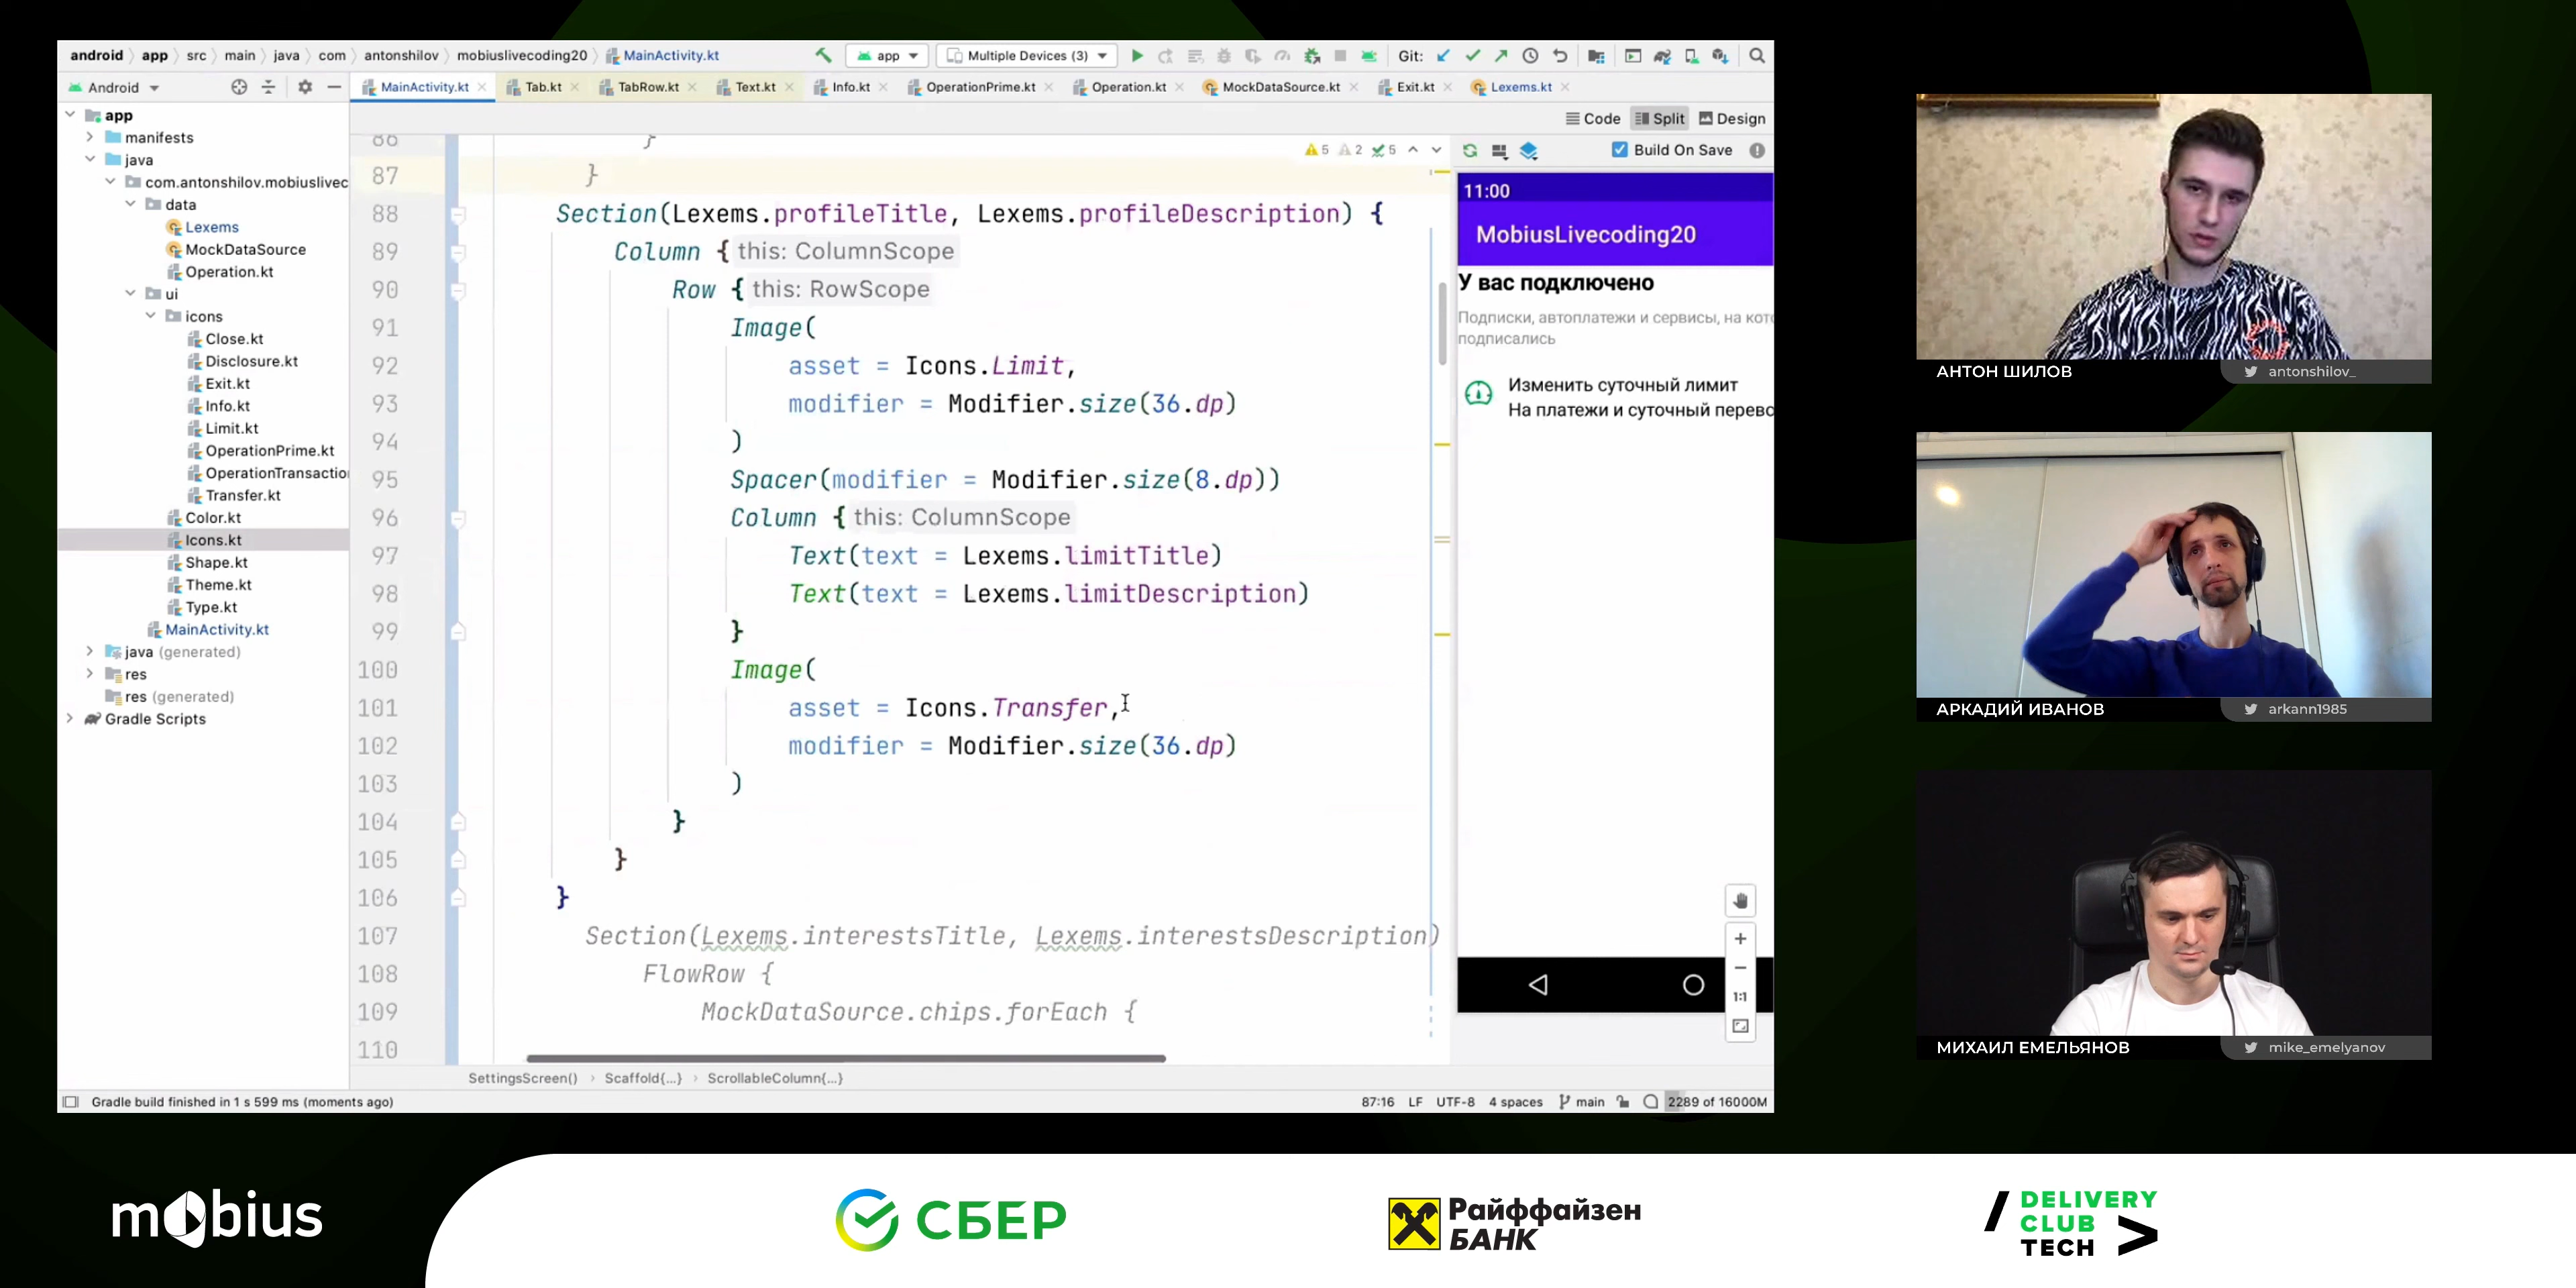 android app src main java com antonshilov mobiuslivecoding20 MainActivity.kt
app Multiple Devices (3) Git:
Android
MainActivity.kt Tab.kt TabRow.kt Text.kt Info.kt OperationPrime.kt Operation.kt MockDataSource.kt Exit.kt Lexems.kt
Code Split Design
5 2 5
Build On Save
app
manifests
java
com.antonshilov.mobiuslivec
data
Lexems
MockDataSource
Operation.kt
ui
icons
Close.kt
Disclosure.kt
Exit.kt
Info.kt
Limit.kt
OperationPrime.kt
OperationTransactio
Transfer.kt
Color.kt
Icons.kt
Shape.kt
Theme.kt
Type.kt
MainActivity.kt
java (generated)
res
res (generated)
Gradle Scripts
86 }
87 }
88 Section(Lexems.profileTitle, Lexems.profileDescription) {
89 Column { this: ColumnScope
90 Row { this: RowScope
91 Image(
92 asset = Icons.Limit,
93 modifier = Modifier.size(36.dp)
94 )
95 Spacer(modifier = Modifier.size(8.dp))
96 Column { this: ColumnScope
97 Text(text = Lexems.limitTitle)
98 Text(text = Lexems.limitDescription)
99 }
100 Image(
101 asset = Icons.Transfer,
102 modifier = Modifier.size(36.dp)
103 )
104 }
105 }
106 }
107 Section(Lexems.interestsTitle, Lexems.interestsDescription)
108 FlowRow {
109 MockDataSource.chips.forEach {
110
SettingsScreen() Scaffold{...} ScrollableColumn{...}
11:00
MobiusLivecoding20
У вас подключено
Подписки, автоплатежи и сервисы, на кото
подписались
Изменить суточный лимит
На платежи и суточный перево
1:1
Gradle build finished in 1 s 599 ms (moments ago)
87:16 LF UTF-8 4 spaces main 2289 of 16000M
АНТОН ШИЛОВ
antonshilov_
АРКАДИЙ ИВАНОВ
arkann1985
МИХАИЛ ЕМЕЛЬЯНОВ
mike_emelyanov
mobius
СБЕР
Райффайзен
БАНК
DELIVERY
CLUB
TECH